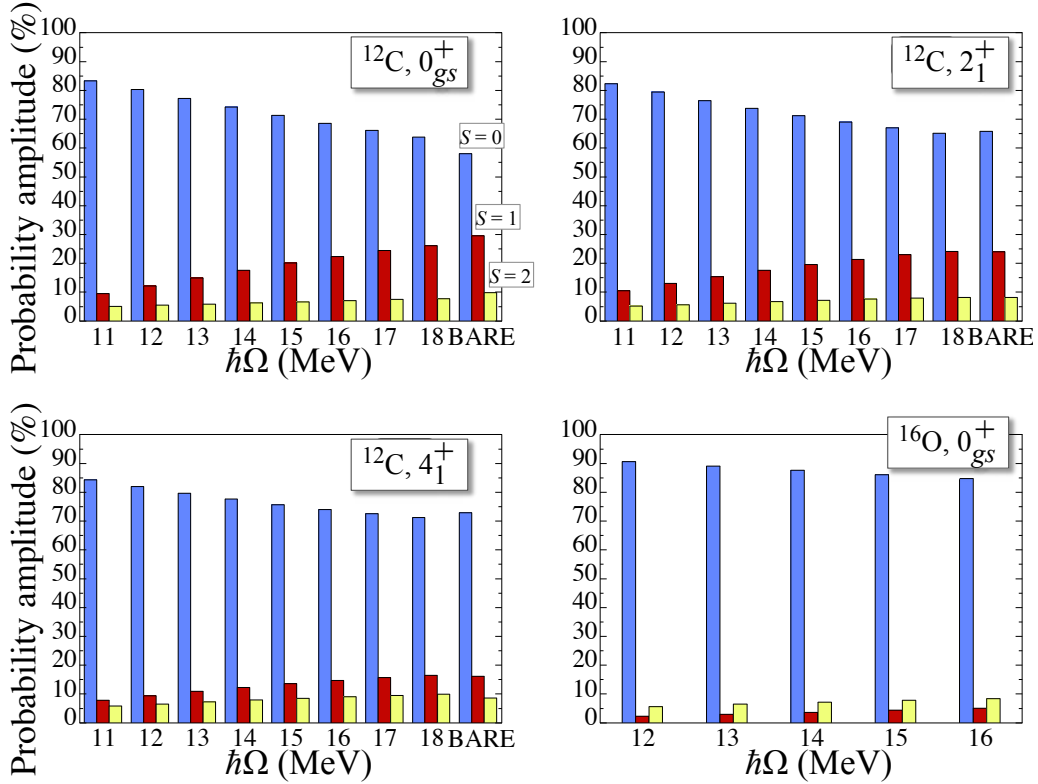 Probability amplitude (%)
100
90
80
70
60
50
40
30
20
10
0
¹²C, 0⁺gs
S = 0
S = 1
S = 2
11 12 13 14 15 16 17 18 BARE
ℏΩ (MeV)
Probability amplitude (%)
100
90
80
70
60
50
40
30
20
10
0
¹²C, 2⁺₁
11 12 13 14 15 16 17 18 BARE
ℏΩ (MeV)
Probability amplitude (%)
100
90
80
70
60
50
40
30
20
10
0
¹²C, 4⁺₁
11 12 13 14 15 16 17 18 BARE
ℏΩ (MeV)
Probability amplitude (%)
100
90
80
70
60
50
40
30
20
10
0
¹⁶O, 0⁺gs
12 13 14 15 16
ℏΩ (MeV)